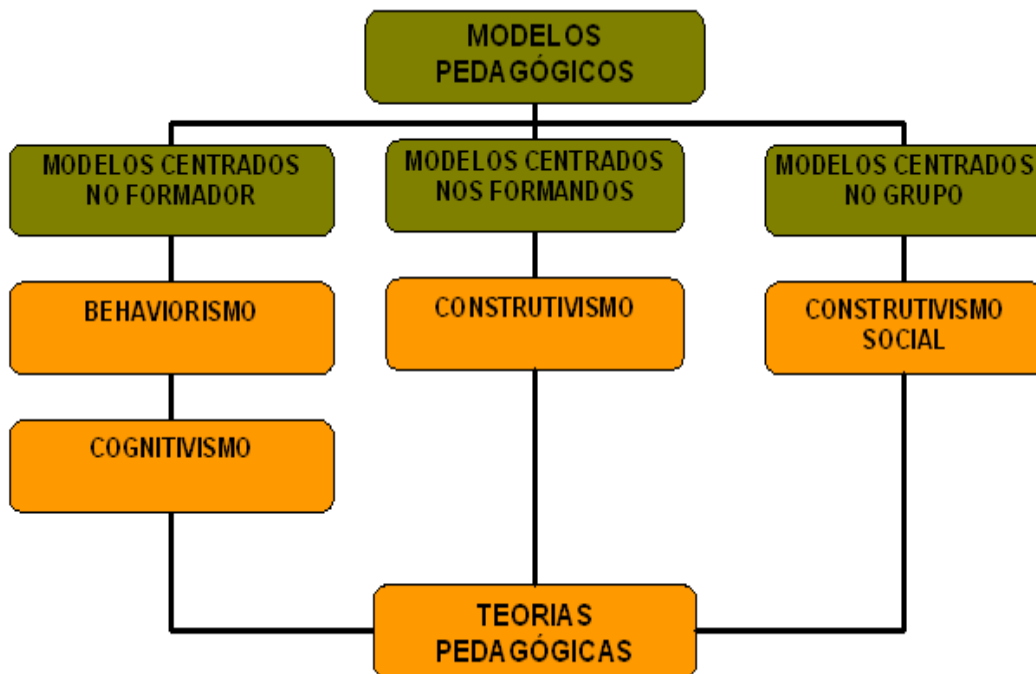 MODELOS
PEDAGÓGICOS
MODELOS CENTRADOS
NO FORMADOR
MODELOS CENTRADOS
NOS FORMANDOS
MODELOS CENTRADOS
NO GRUPO
BEHAVIORISMO
CONSTRUTIVISMO
CONSTRUTIVISMO
SOCIAL
COGNITIVISMO
TEORIAS
PEDAGÓGICAS